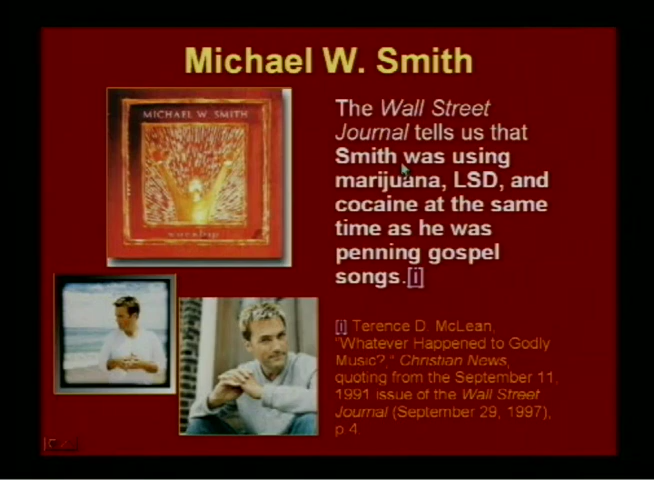 Michael W. Smith
MICHAEL W. SMITH
worship
The Wall Street
Journal tells us that
Smith was using
marijuana, LSD, and
cocaine at the same
time as he was
penning gospel
songs.[i]
[i] Terence D. McLean,
"Whatever Happened to Godly
Music?," Christian News,
quoting from the September 11,
1991 issue of the Wall Street
Journal (September 29, 1997),
p.4.